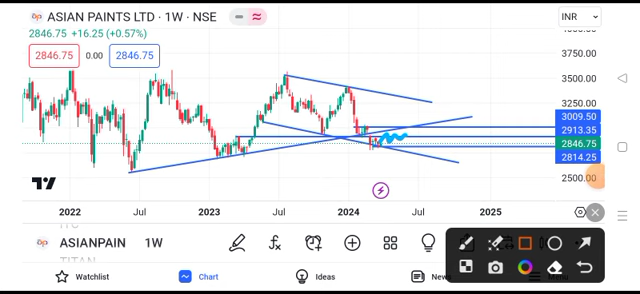 ASIAN PAINTS LTD · 1W · NSE
INR
2846.75 +16.25 (+0.57%)
2846.75 0.00 2846.75
3750.00
3500.00
3250.00
3009.50
2913.35
2846.75
2814.25
2500.00
2022 Jul 2023 Jul 2024 Jul 2025
ASIANPAIN 1W
TITAN
Watchlist Chart Ideas News Menu